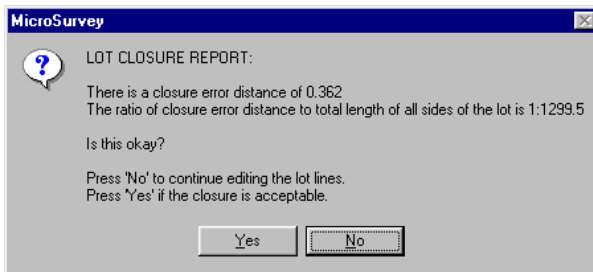 MicroSurvey
LOT CLOSURE REPORT:
There is a closure error distance of 0.362
The ratio of closure error distance to total length of all sides of the lot is 1:1299.5
Is this okay?
Press 'No' to continue editing the lot lines.
Press 'Yes' if the closure is acceptable.
Yes
No